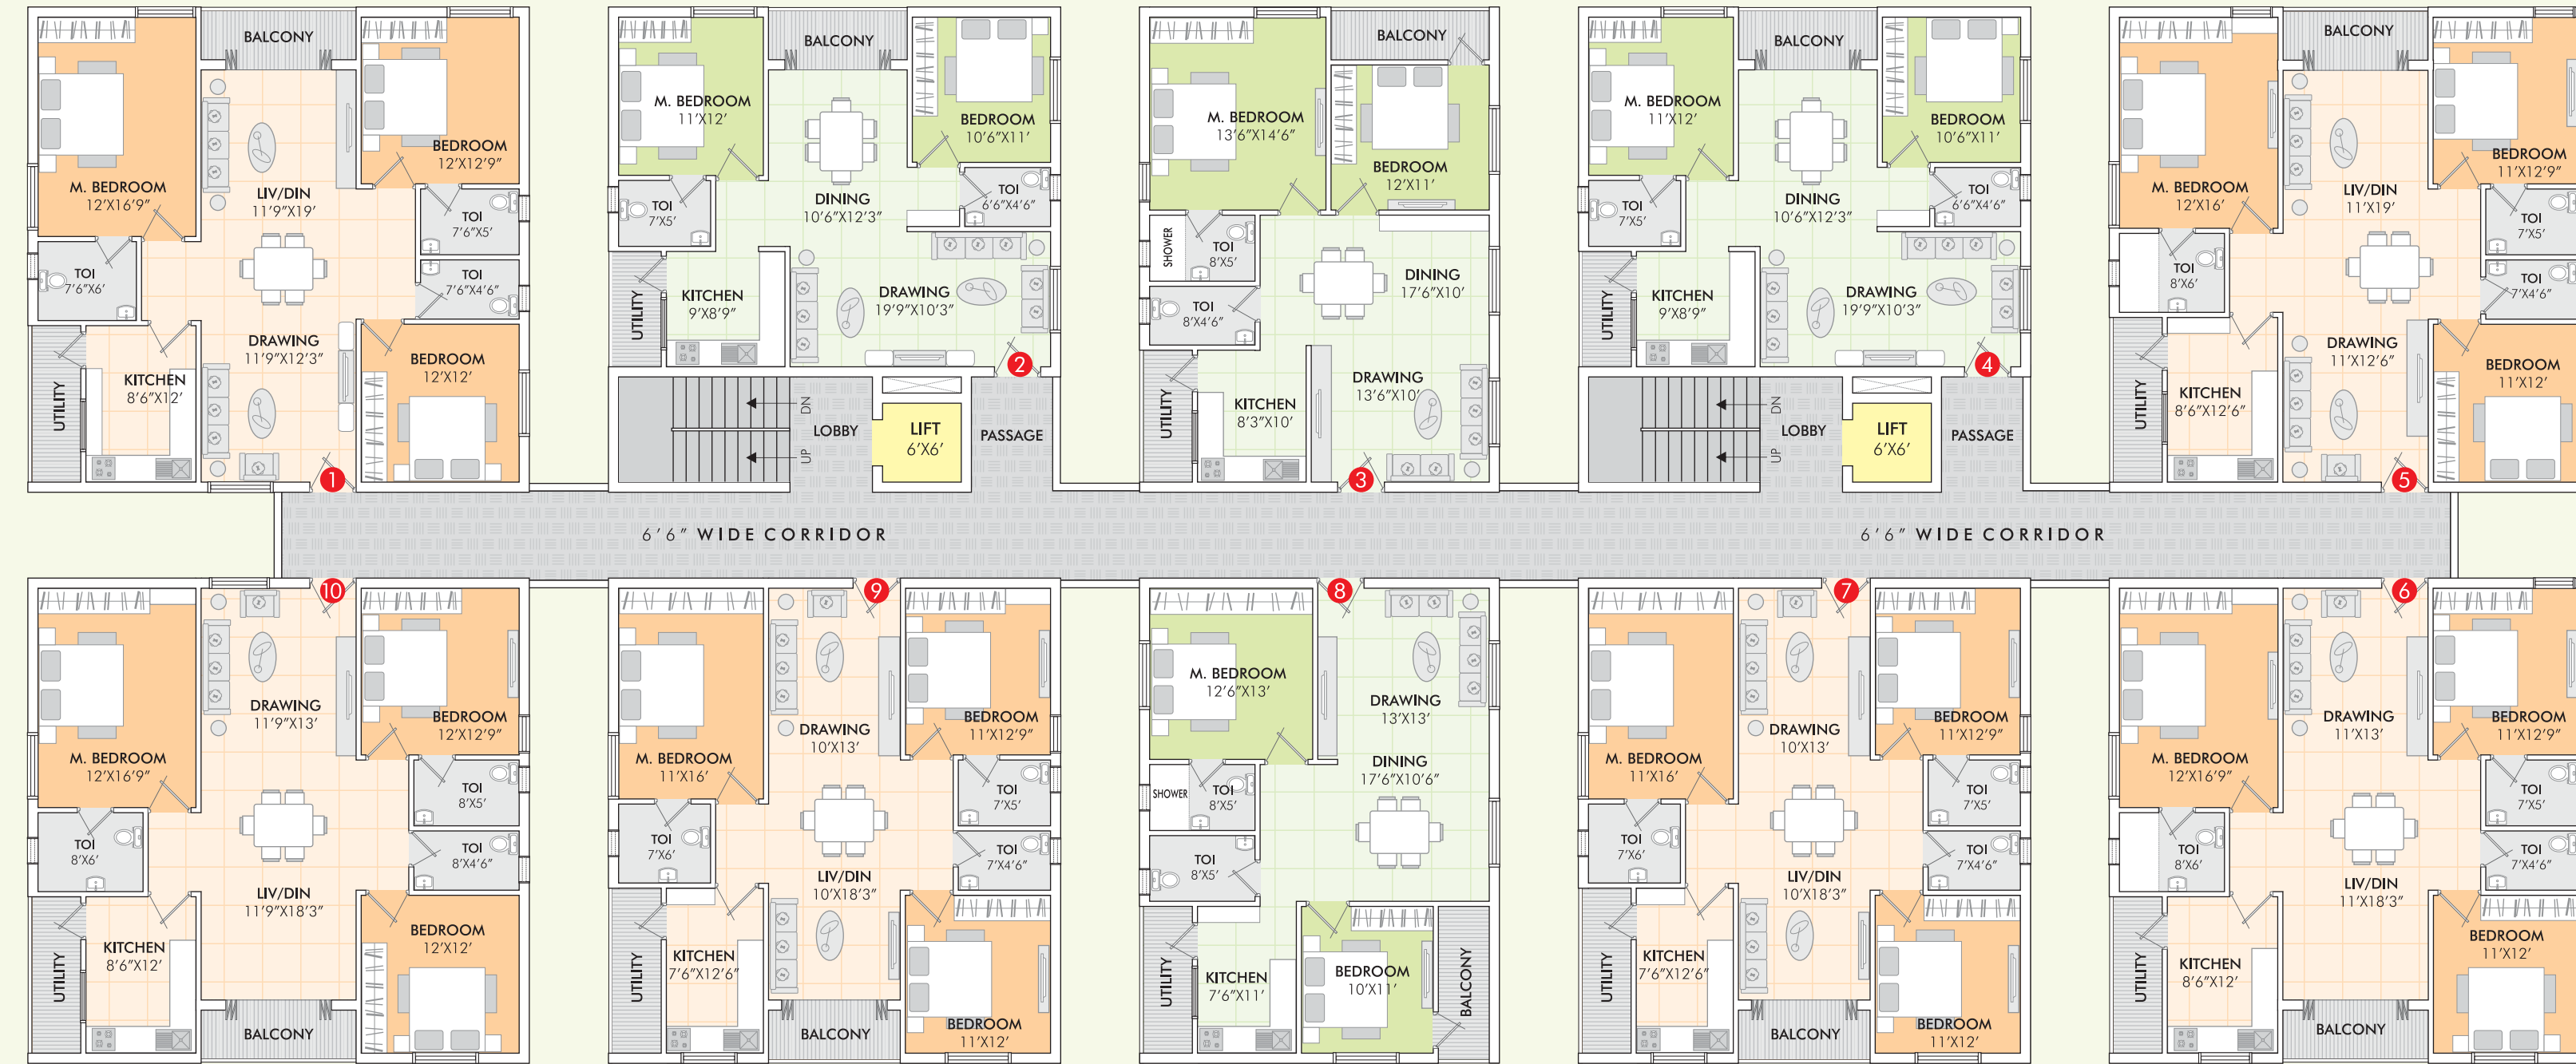 BALCONY
M. BEDROOM
12'X16'9"
LIV/DIN
11'9"X19'
BEDROOM
12'X12'9"
TOI
7'6"X5'
TOI
7'6"X6'
TOI
7'6"X4'6"
DRAWING
11'9"X12'3"
BEDROOM
12'X12'
KITCHEN
8'6"X12'
UTILITY
1
BALCONY
M. BEDROOM
11'X12'
BEDROOM
10'6"X11'
TOI
7'X5'
DINING
10'6"X12'3"
TOI
6'6"X4'6"
KITCHEN
9'X8'9"
UTILITY
DRAWING
19'9"X10'3"
2
DN
UP
LOBBY
LIFT
6'X6'
PASSAGE
BALCONY
M. BEDROOM
13'6"X14'6"
BEDROOM
12'X11'
SHOWER
TOI
8'X5'
TOI
8'X4'6"
DINING
17'6"X10'
DRAWING
13'6"X10'
KITCHEN
8'3"X10'
UTILITY
3
BALCONY
M. BEDROOM
11'X12'
BEDROOM
10'6"X11'
TOI
7'X5'
DINING
10'6"X12'3"
TOI
6'6"X4'6"
KITCHEN
9'X8'9"
UTILITY
DRAWING
19'9"X10'3"
4
DN
UP
LOBBY
LIFT
6'X6'
PASSAGE
BALCONY
M. BEDROOM
12'X16'
LIV/DIN
11'X19'
BEDROOM
11'X12'9"
TOI
7'X5'
TOI
8'X6'
TOI
7'X4'6"
DRAWING
11'X12'6"
BEDROOM
11'X12'
KITCHEN
8'6"X12'6"
UTILITY
5
6'6" WIDE CORRIDOR
6'6" WIDE CORRIDOR
10
M. BEDROOM
12'X16'9"
DRAWING
11'9"X13'
BEDROOM
12'X12'9"
TOI
8'X5'
TOI
8'X6'
TOI
8'X4'6"
LIV/DIN
11'9"X18'3"
BEDROOM
12'X12'
KITCHEN
8'6"X12'
UTILITY
BALCONY
9
M. BEDROOM
11'X16'
DRAWING
10'X13'
BEDROOM
11'X12'9"
TOI
7'X5'
TOI
7'X6'
TOI
7'X4'6"
LIV/DIN
10'X18'3"
KITCHEN
7'6"X12'6"
UTILITY
BALCONY
BEDROOM
11'X12'
8
M. BEDROOM
12'6"X13'
DRAWING
13'X13'
DINING
17'6"X10'6"
SHOWER
TOI
8'X5'
TOI
8'X5'
KITCHEN
7'6"X11'
UTILITY
BEDROOM
10'X11'
BALCONY
7
M. BEDROOM
11'X16'
DRAWING
10'X13'
BEDROOM
11'X12'9"
TOI
7'X5'
TOI
7'X6'
TOI
7'X4'6"
LIV/DIN
10'X18'3"
KITCHEN
7'6"X12'6"
UTILITY
BALCONY
BEDROOM
11'X12'
6
M. BEDROOM
12'X16'9"
DRAWING
11'X13'
BEDROOM
11'X12'9"
TOI
7'X5'
TOI
8'X6'
TOI
7'X4'6"
LIV/DIN
11'X18'3"
BEDROOM
11'X12'
KITCHEN
8'6"X12'
UTILITY
BALCONY